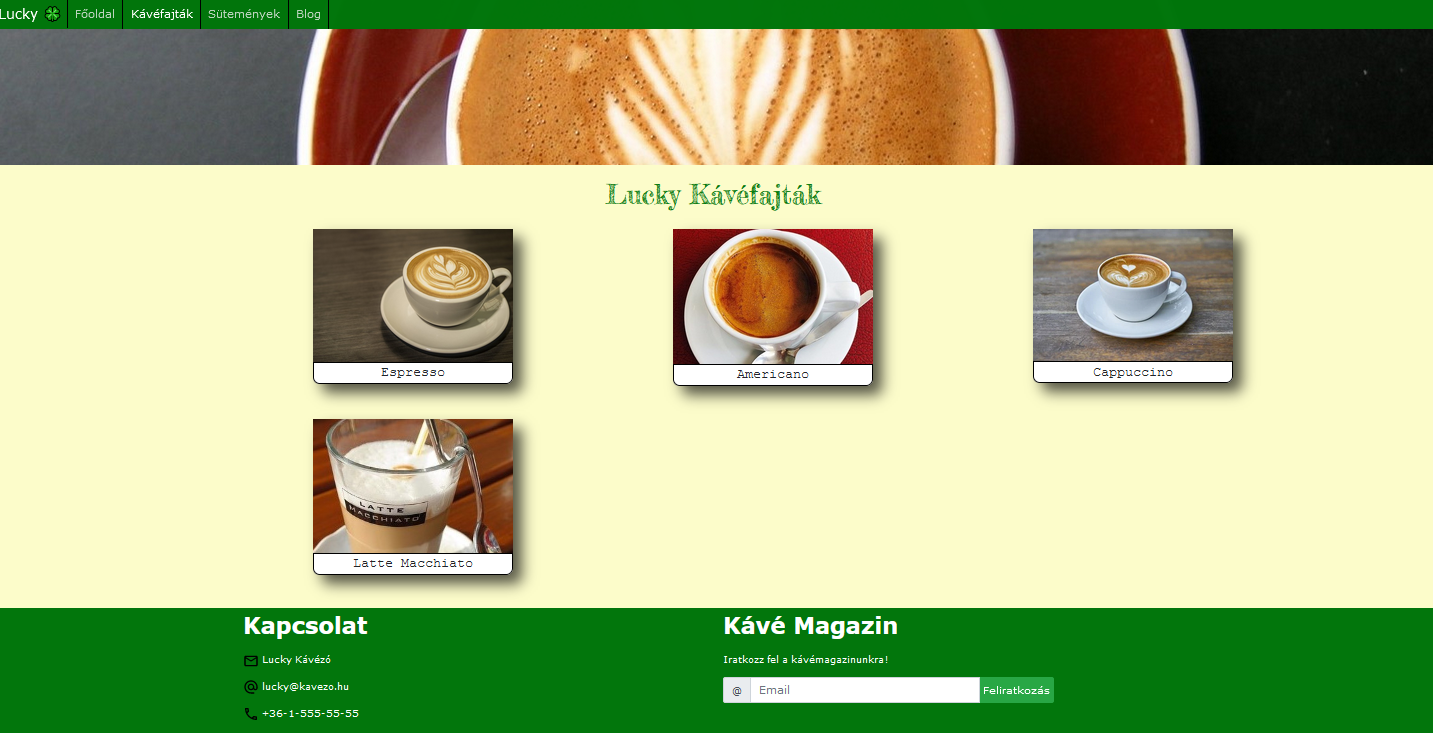 Lucky
Főoldal
Kávéfajták
Sütemények
Blog
Lucky Kávéfajták
Espresso
Americano
Cappuccino
LATTE
MACCHIATO
Latte Macchiato
Kapcsolat
Lucky Kávézó
lucky@kavezo.hu
+36-1-555-55-55
Kávé Magazin
Iratkozz fel a kávémagazinunkra!
@ Email Feliratkozás